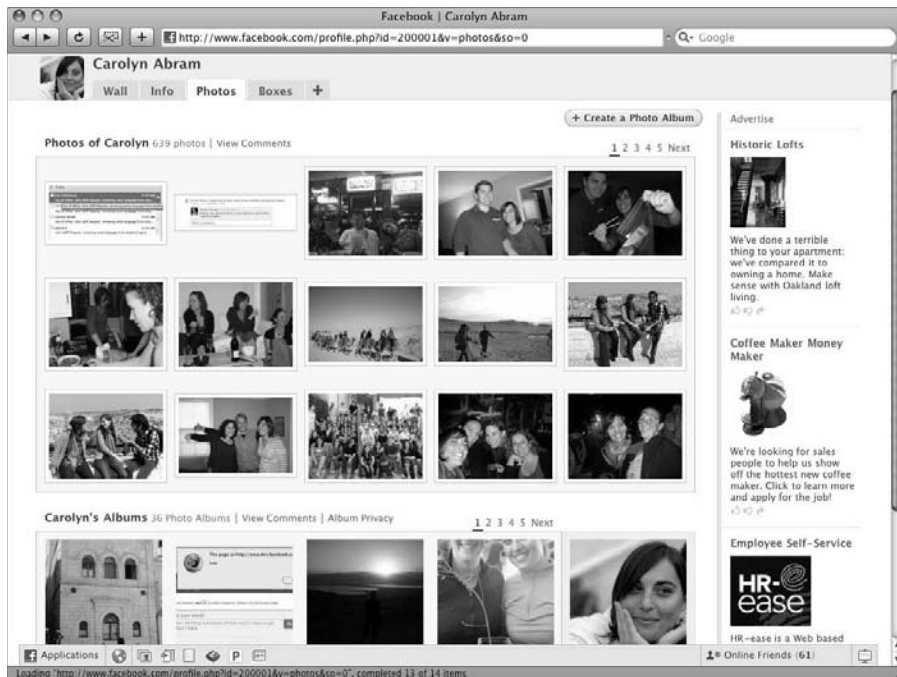 Facebook | Carolyn Abram
http://www.facebook.com/profile.php?id=200001&v=photos&so=0
Google
Carolyn Abram
Wall Info Photos Boxes +
+ Create a Photo Album
Photos of Carolyn 639 photos | View Comments
1 2 3 4 5 Next
Carolyn's Albums 36 Photo Albums | View Comments | Album Privacy
1 2 3 4 5 Next
Advertise
Historic Lofts
We've done a terrible
thing to your apartment:
we've compared it to
owning a home. Make
sense with Oakland loft
living.
Coffee Maker Money
Maker
We're looking for sales
people to help us show
off the hottest new coffee
maker. Click to learn more
and apply for the job!
Employee Self-Service
HR-
ease
HR-ease is a Web based
Applications
Online Friends (61)
Loading "http://www.facebook.com/profile.php?id=200001&v=photos&so=0", completed 13 of 14 items